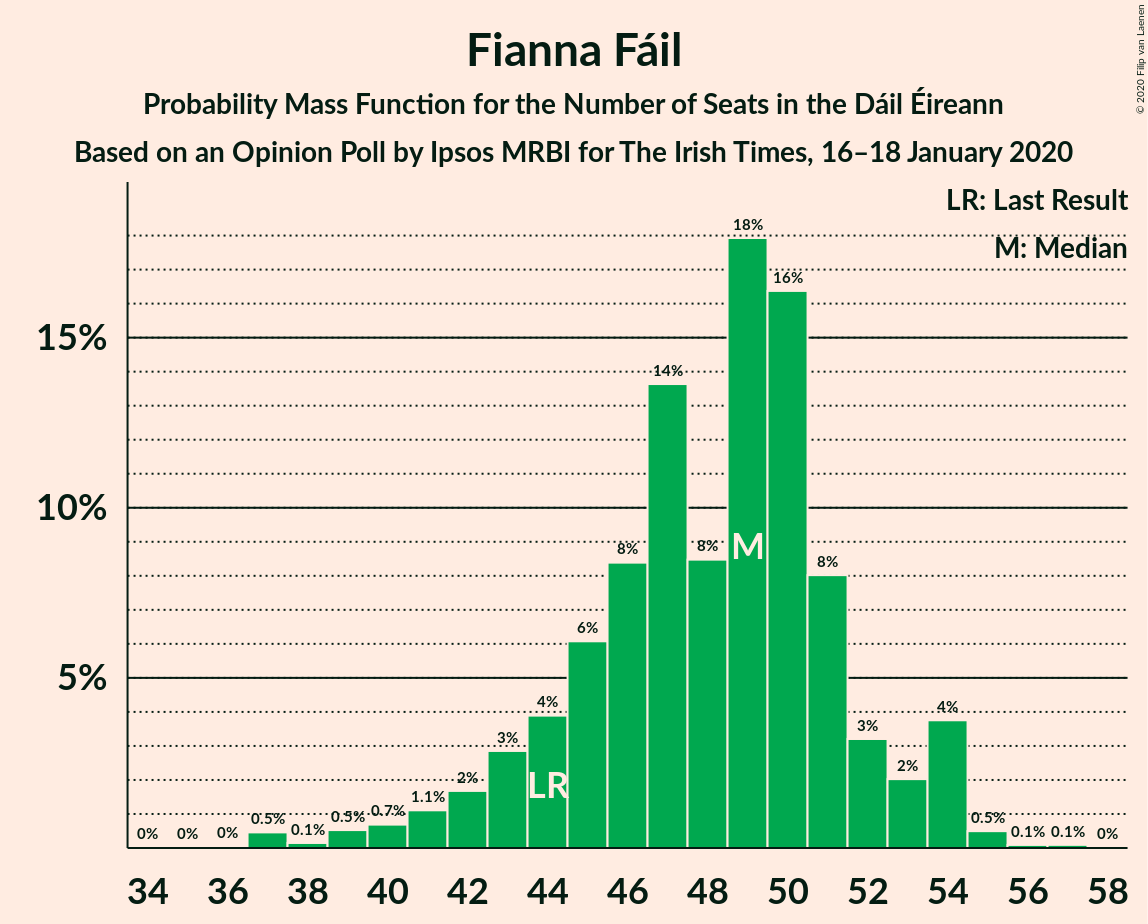 Fianna Fáil
Probability Mass Function for the Number of Seats in the Dáil Éireann
Based on an Opinion Poll by Ipsos MRBI for The Irish Times, 16–18 January 2020
© 2020 Filip van Laenen
LR: Last Result
M: Median
15%
10%
5%
0% 0% 0% 0.5% 0.1% 0.5% 0.7% 1.1% 2% 3% 4% 6% 8% 14% 8% 18% 16% 8% 3% 2% 4% 0.5% 0.1% 0.1% 0%
LR
M
34 36 38 40 42 44 46 48 50 52 54 56 58